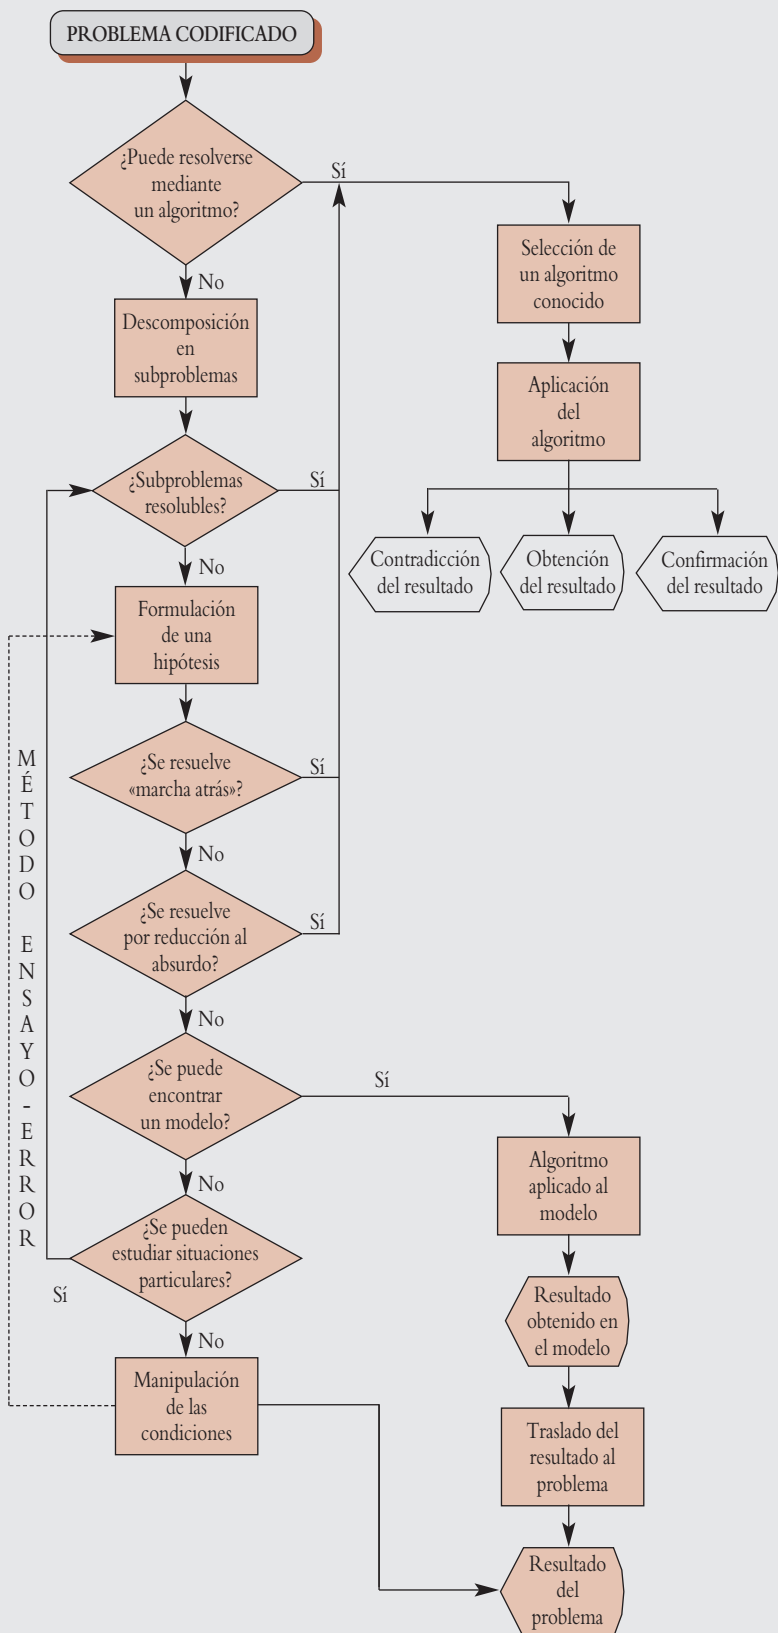 PROBLEMA CODIFICADO
¿Puede resolverse
mediante
un algoritmo?
Sí
No
Selección de
un algoritmo
conocido
Descomposición
en
subproblemas
Aplicación
del
algoritmo
¿Subproblemas
resolubles?
Sí
No
Contradicción
del resultado
Obtención
del resultado
Confirmación
del resultado
Formulación
de una
hipótesis
¿Se resuelve
«marcha atrás»?
Sí
No
¿Se resuelve
por reducción al
absurdo?
Sí
No
MÉTODO ENSAYO-ERROR
¿Se puede
encontrar
un modelo?
Sí
No
Algoritmo
aplicado al
modelo
¿Se pueden
estudiar situaciones
particulares?
Sí
No
Resultado
obtenido en
el modelo
Manipulación
de las
condiciones
Traslado del
resultado al
problema
Resultado
del
problema